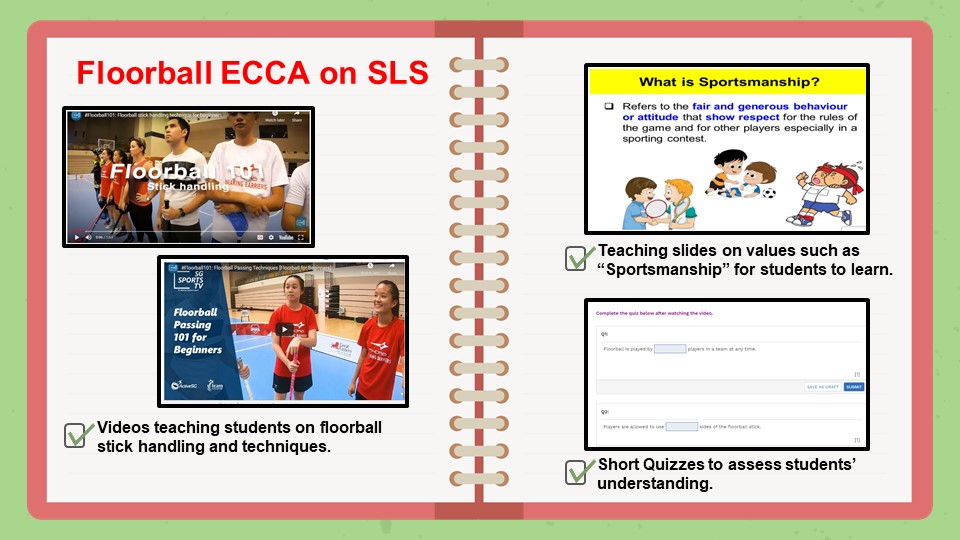 Floorball ECCA on SLS
#Floorball101: Floorball stick handling technique for beginner
Watch later
Share
Floorball 101
Stick handling
YouTube
#Floorball101: Floorball Passing Techniques [Floorball for Beginners]
SG
SPORTS
TV
Floorball
Passing
101 for
Beginners
ActiveSG
team
Videos teaching students on floorball
stick handling and techniques.
What is Sportsmanship?
Refers to the fair and generous behaviour
or attitude that show respect for the rules of
the game and for other players especially in a
sporting contest.
Teaching slides on values such as
“Sportsmanship” for students to learn.
Complete the quiz below after watching the video.
Q1:
Floorball is played by players in a team at any time.
[1]
SAVE AS DRAFT SUBMIT
Q2:
Players are allowed to use sides of the floorball stick.
[1]
Short Quizzes to assess students’
understanding.